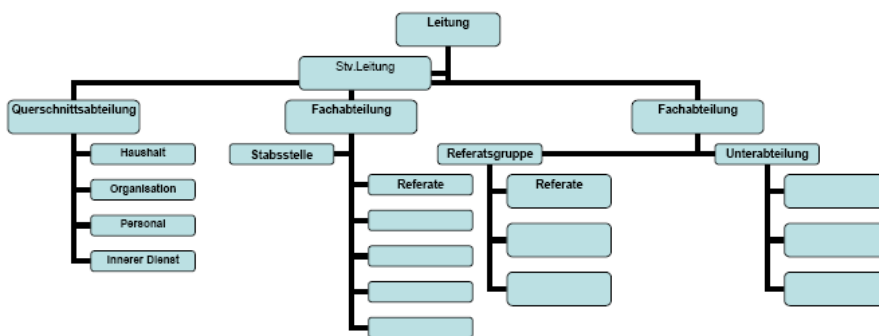 Leitung
Stv.Leitung
Querschnittsabteilung
Fachabteilung
Fachabteilung
Haushalt
Stabsstelle
Referatsgruppe
Unterabteilung
Organisation
Referate
Referate
Personal
Innerer Dienst